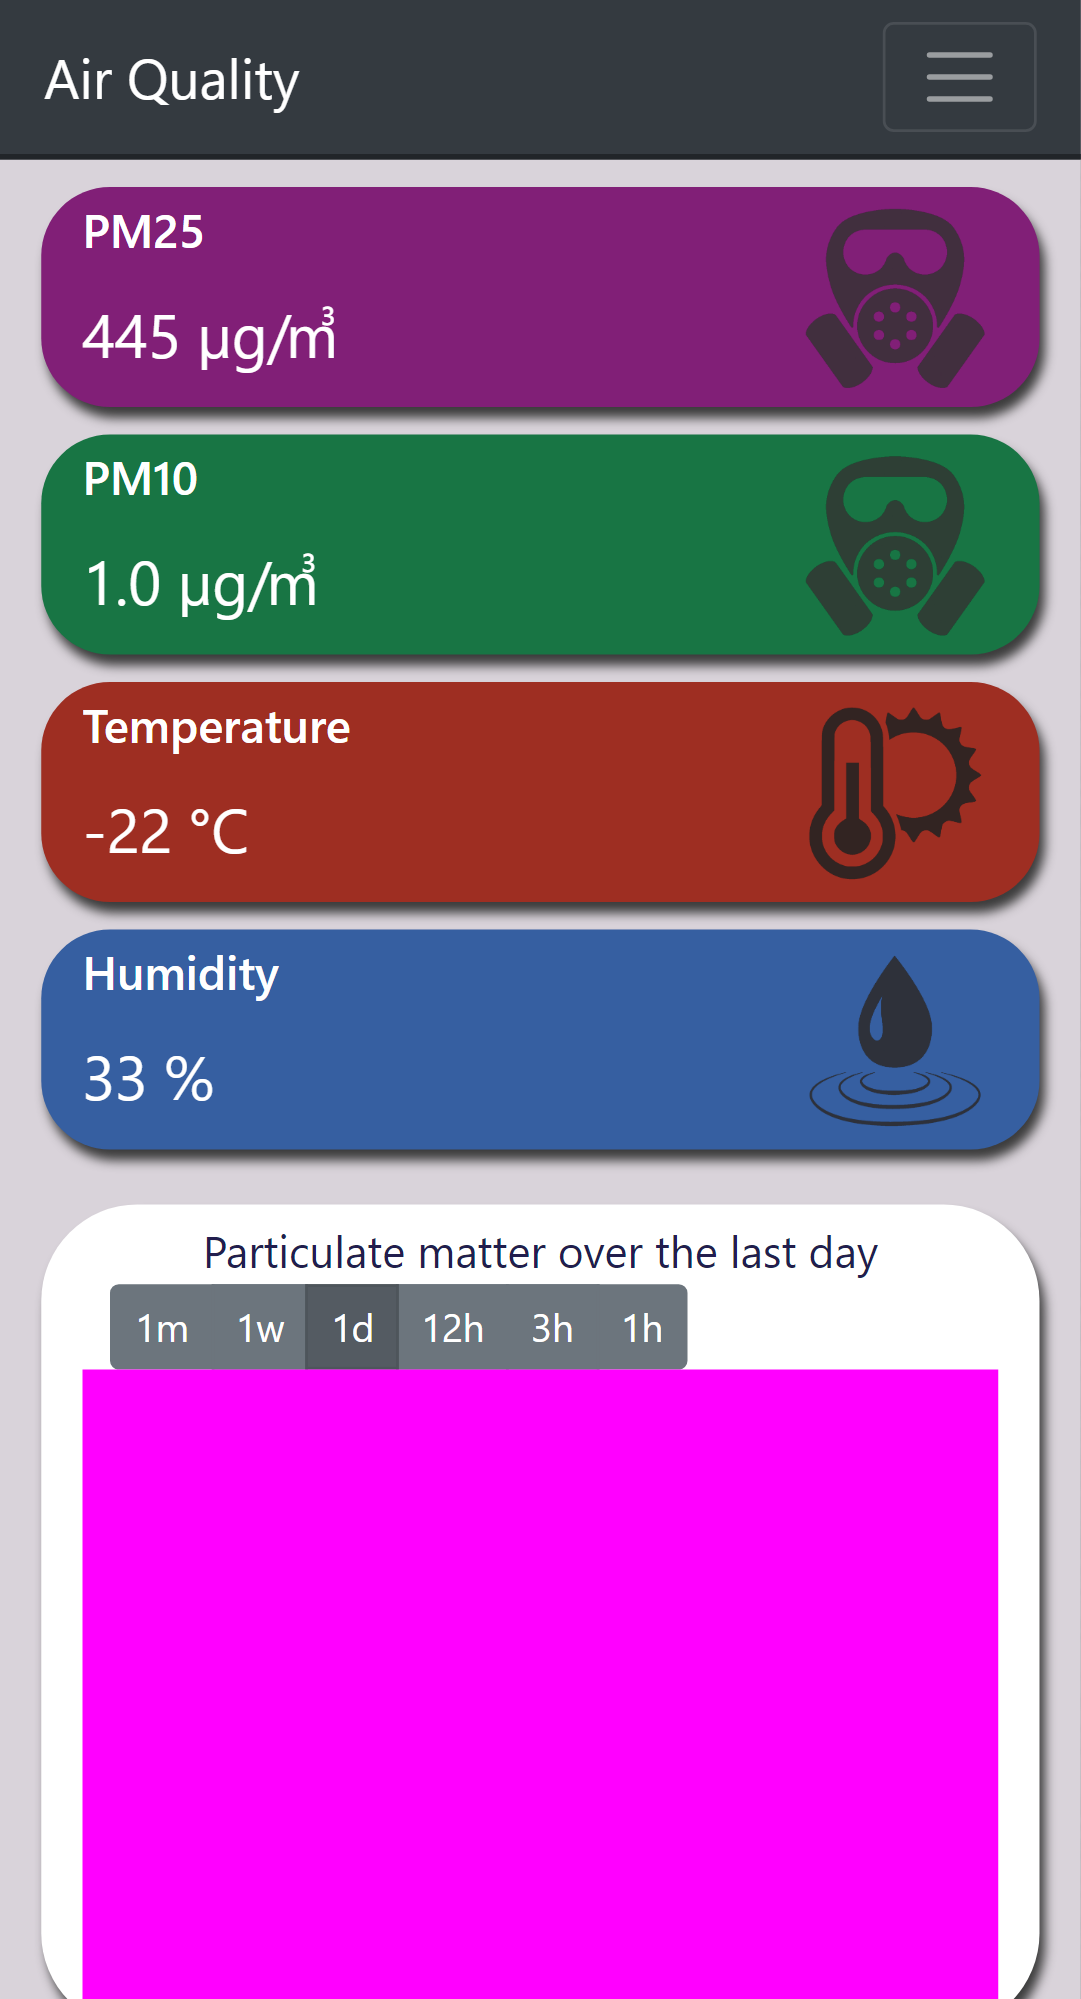 Air Quality
PM25
445 µg/m³
PM10
1.0 µg/m³
Temperature
-22 °C
Humidity
33 %
Particulate matter over the last day
1m 1w 1d 12h 3h 1h